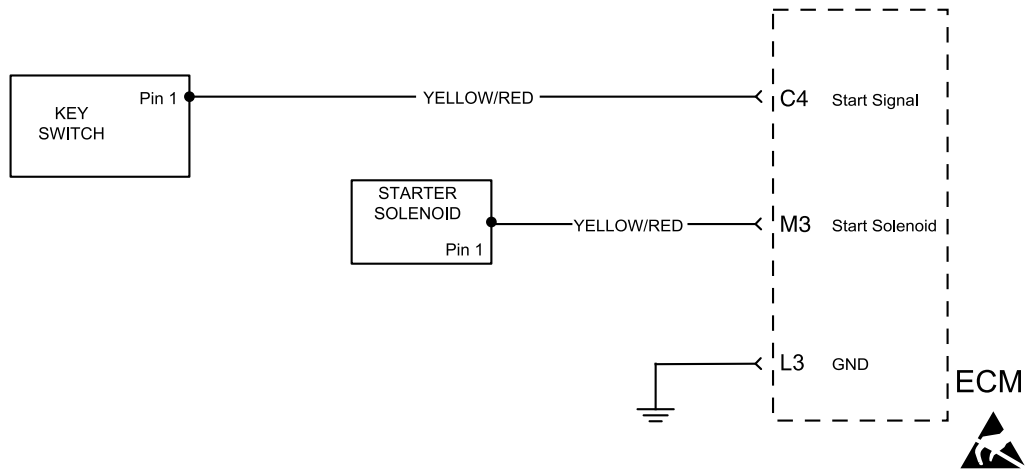 KEY
SWITCH
Pin 1
YELLOW/RED
C4
Start Signal
STARTER
SOLENOID
Pin 1
YELLOW/RED
M3
Start Solenoid
L3
GND
ECM